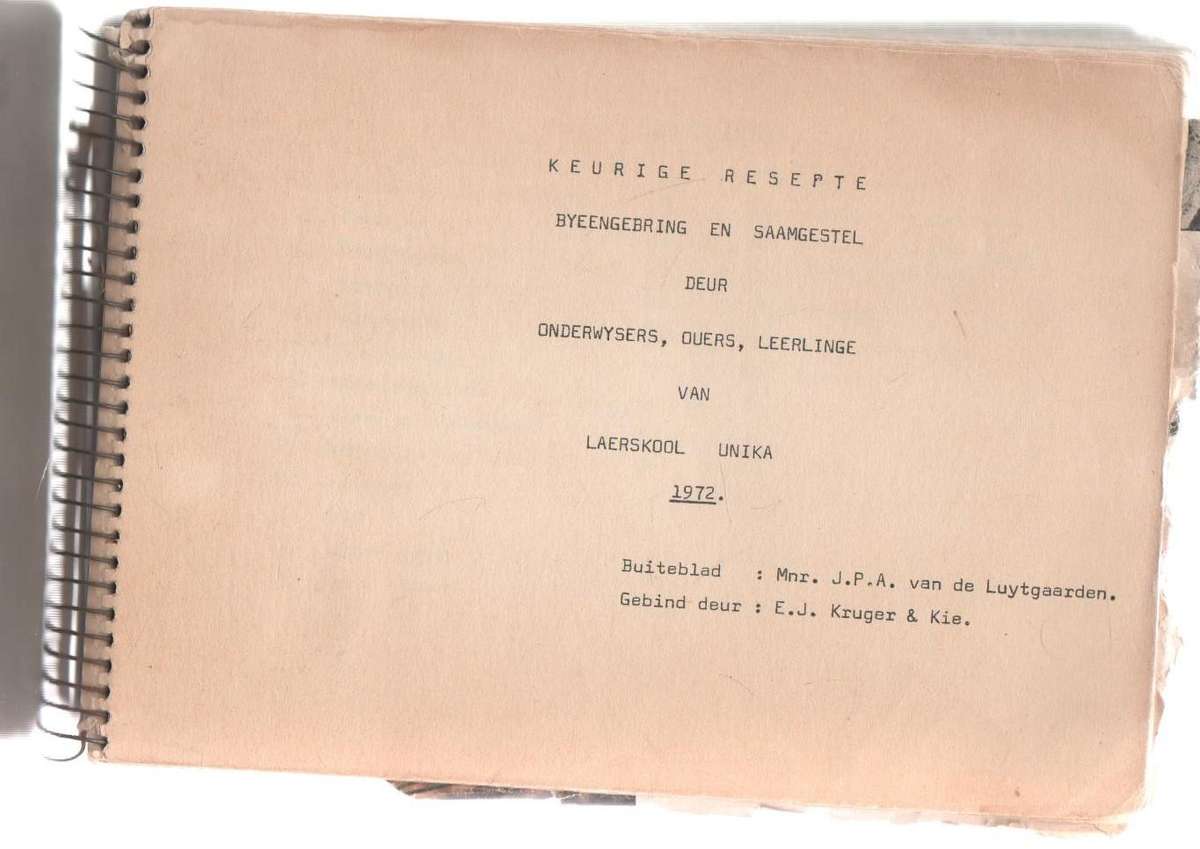 KEURIGE RESEPTE
BYEENGEBRING EN SAAMGESTEL
DEUR
ONDERWYSERS, OUERS, LEERLINGE
VAN
LAERSKOOL UNIKA
1972.
Buiteblad : Mnr. J.P.A. van de Luytgaarden.
Gebind deur : E.J. Kruger & Kie.